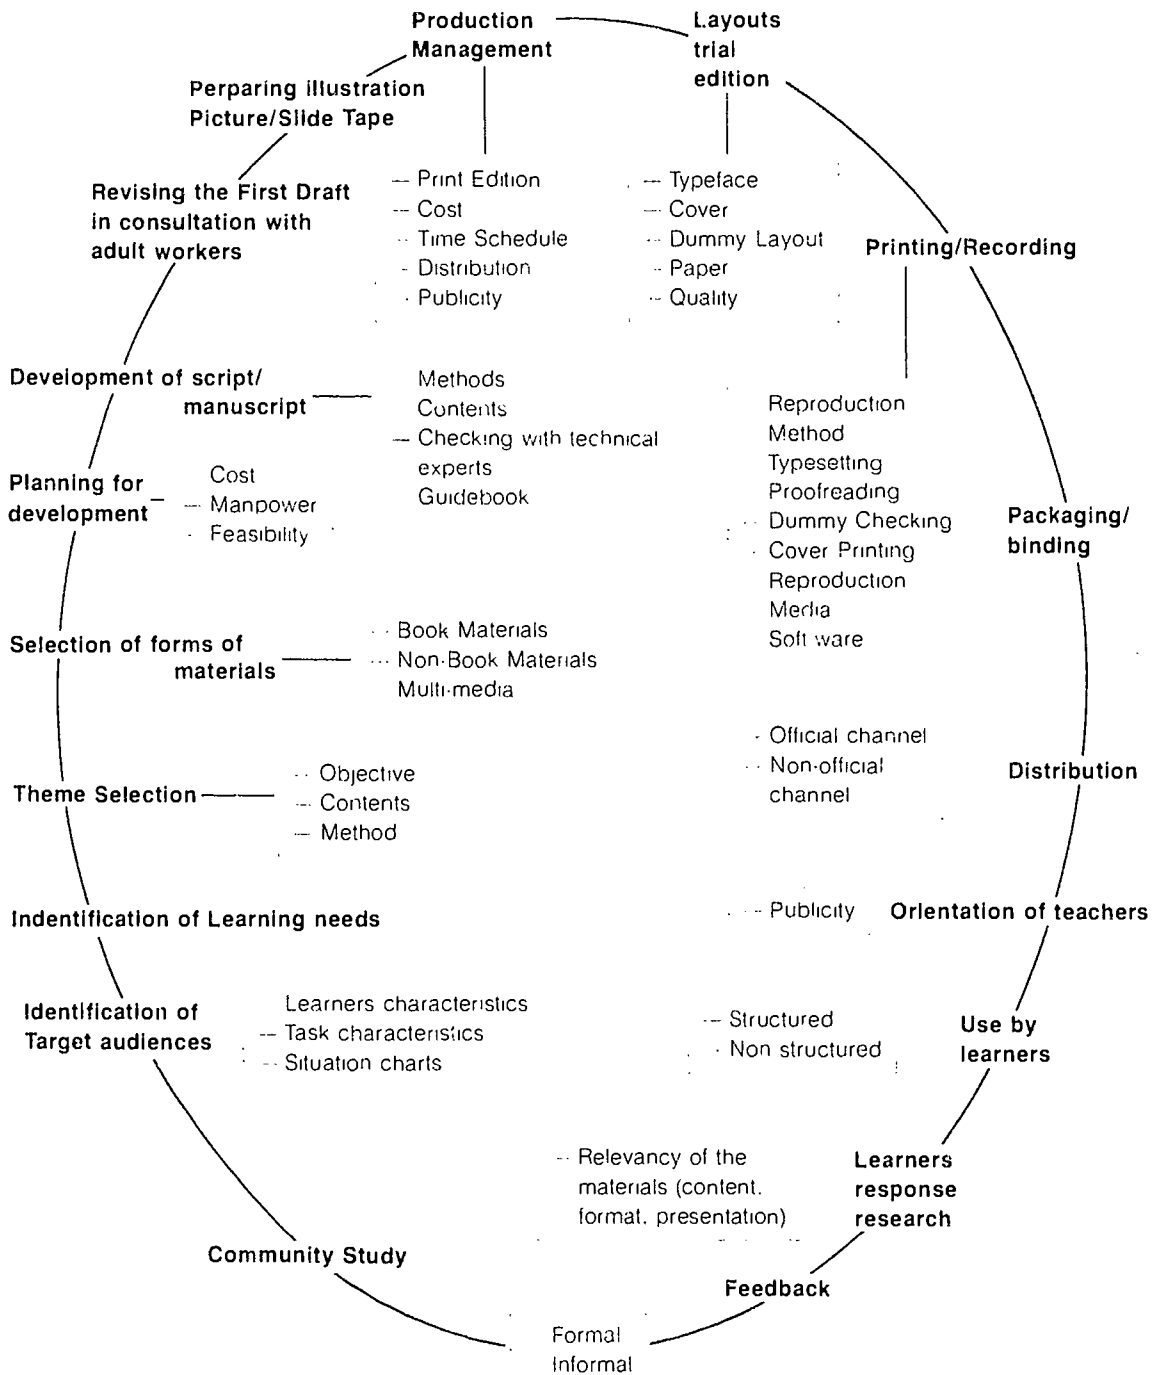 Production
Management
Layouts
trial
edition
Perparing illustration
Picture/Slide Tape
Revising the First Draft
in consultation with
adult workers
— Print Edition
-- Cost
-- Time Schedule
- Distribution
- Publicity
-- Typeface
— Cover
-- Dummy Layout
-- Paper
-- Quality
Printing/Recording
Development of script/
manuscript
Methods
Contents
— Checking with technical
experts
Guidebook
Reproduction
Method
Typesetting
Proofreading
-- Dummy Checking
- Cover Printing
Reproduction
Media
Soft ware
Planning for
development
Cost
— Manpower
- Feasibility
Packaging/
binding
Selection of forms of
materials
-- Book Materials
-- Non-Book Materials
Multi-media
- Official channel
-- Non-official
channel
Distribution
Theme Selection
-- Objective
-- Contents
— Method
Indentification of Learning needs
-- Publicity
Orientation of teachers
Identification of
Target audiences
Learners characteristics
-- Task characteristics
-- Situation charts
-- Structured
- Non structured
Use by
learners
-- Relevancy of the
materials (content,
format, presentation)
Learners
response
research
Community Study
Feedback
Formal
Informal